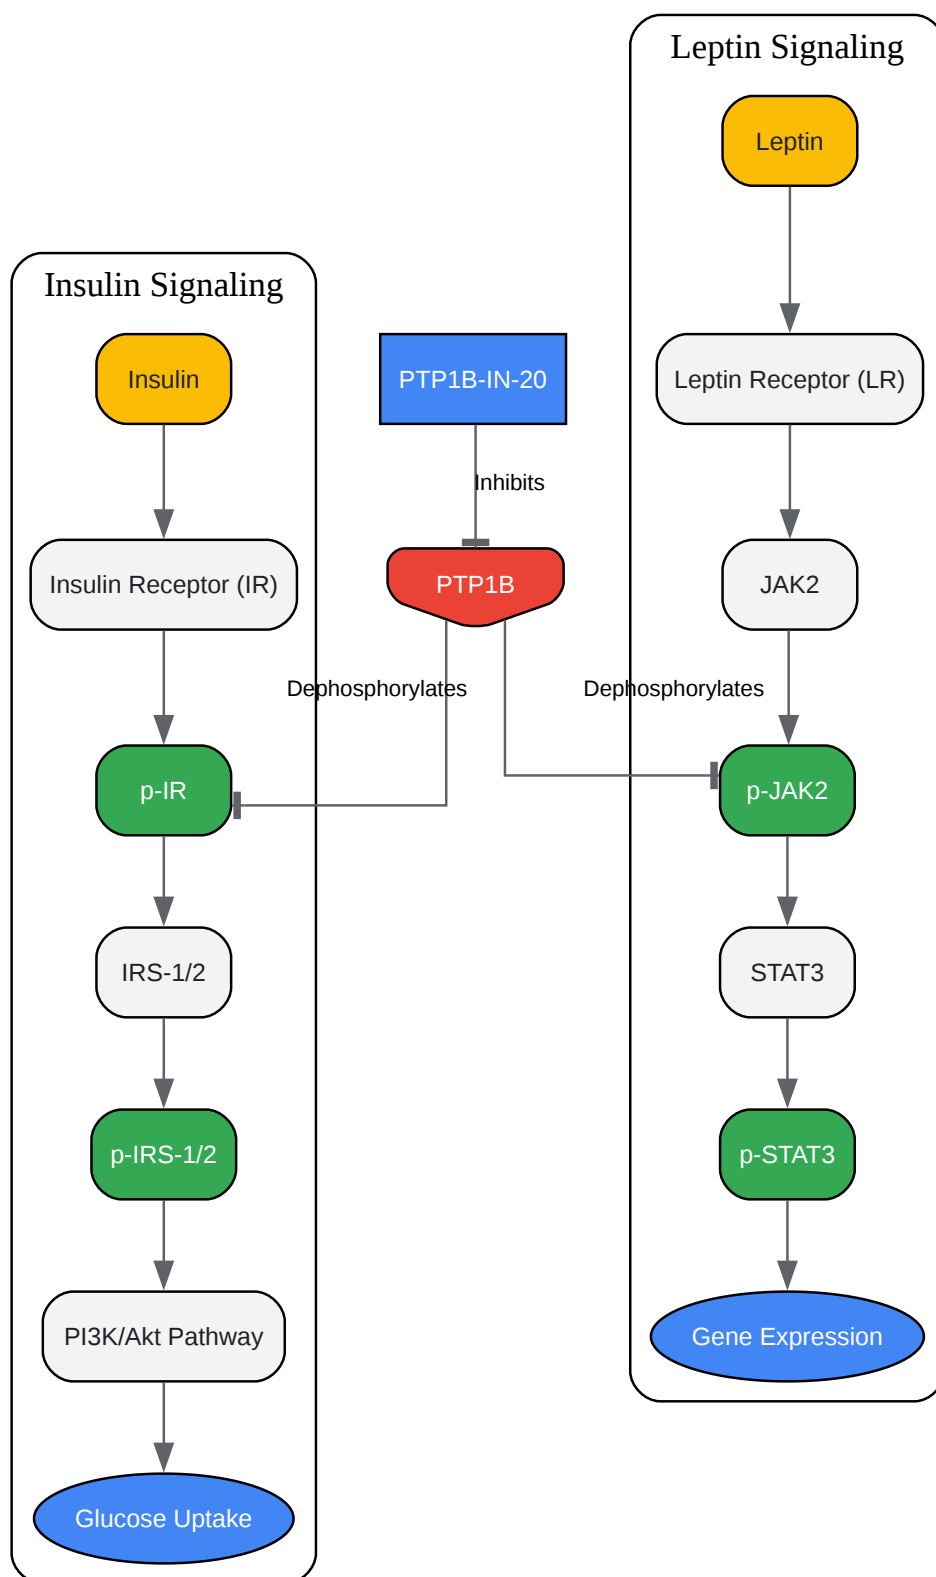 Leptin Signaling
Leptin
Insulin Signaling
Insulin
PTP1B-IN-20
Leptin Receptor (LR)
Inhibits
Insulin Receptor (IR)
PTP1B
JAK2
Dephosphorylates
Dephosphorylates
p-IR
p-JAK2
IRS-1/2
STAT3
p-IRS-1/2
p-STAT3
PI3K/Akt Pathway
Gene Expression
Glucose Uptake